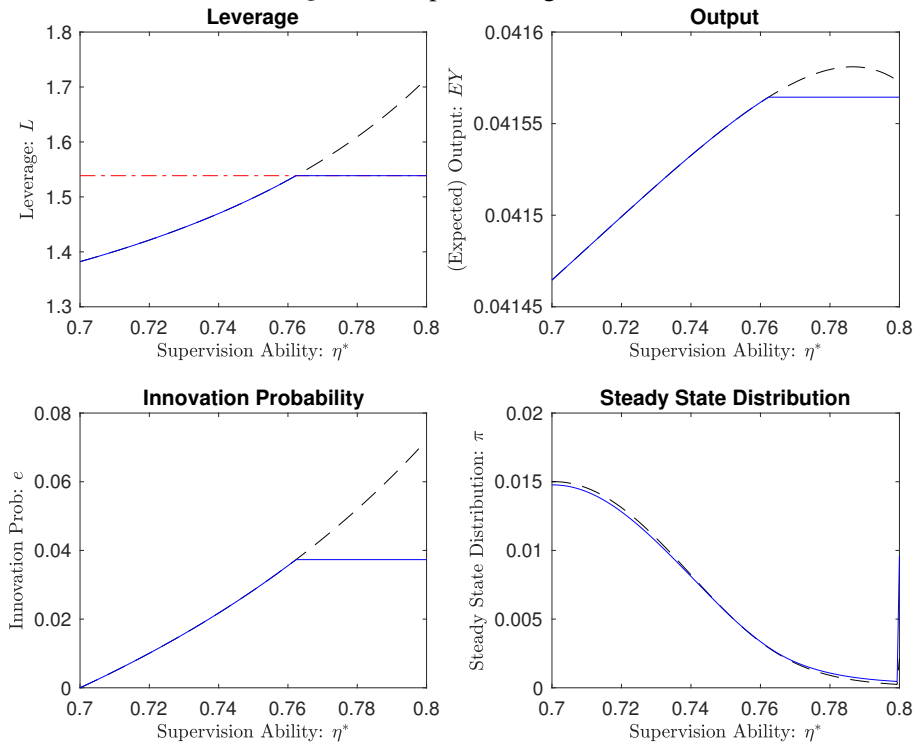 Leverage
1.8
1.7
1.6
1.5
1.4
1.3
Leverage: L
0.7 0.72 0.74 0.76 0.78 0.8
Supervision Ability: η*
Output
0.0416
0.04155
0.0415
0.04145
(Expected) Output: EY
0.7 0.72 0.74 0.76 0.78 0.8
Supervision Ability: η*
Innovation Probability
0.08
0.06
0.04
0.02
0
Innovation Prob: e
0.7 0.72 0.74 0.76 0.78 0.8
Supervision Ability: η*
Steady State Distribution
0.02
0.015
0.01
0.005
0
Steady State Distribution: π
0.7 0.72 0.74 0.76 0.78 0.8
Supervision Ability: η*